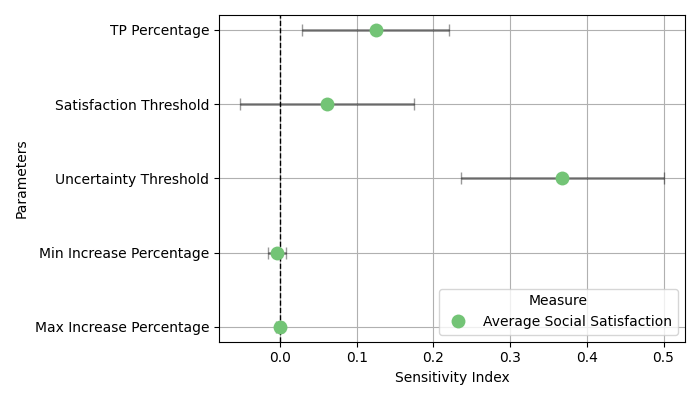 TP Percentage
Satisfaction Threshold
Uncertainty Threshold
Min Increase Percentage
Max Increase Percentage
Parameters
Measure
Average Social Satisfaction
0.0 0.1 0.2 0.3 0.4 0.5
Sensitivity Index